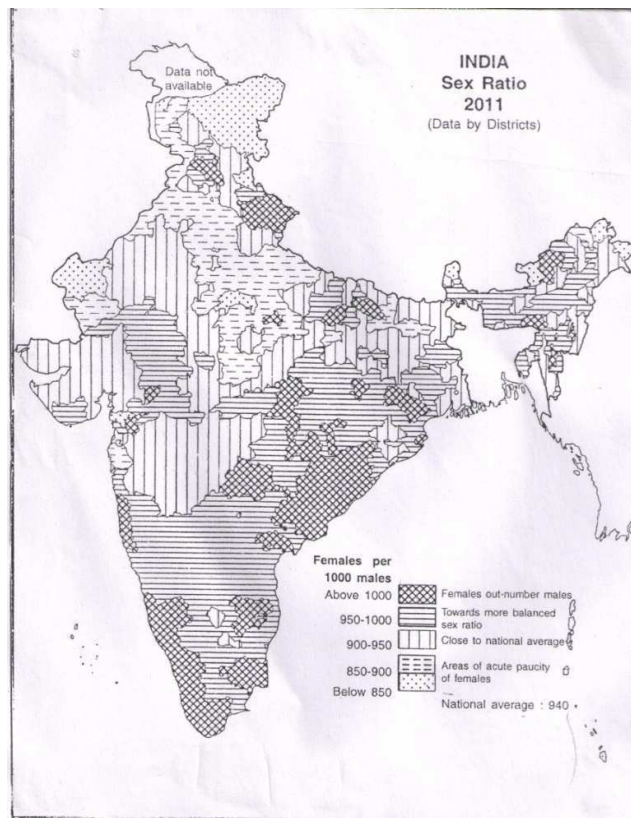 INDIA
Sex Ratio
2011
(Data by Districts)
Data not
available
Females per
1000 males
Above 1000 Females out-number males
950-1000 Towards more balanced
sex ratio
900-950 Close to national average
850-900 Areas of acute paucity
of females
Below 850
National average : 940